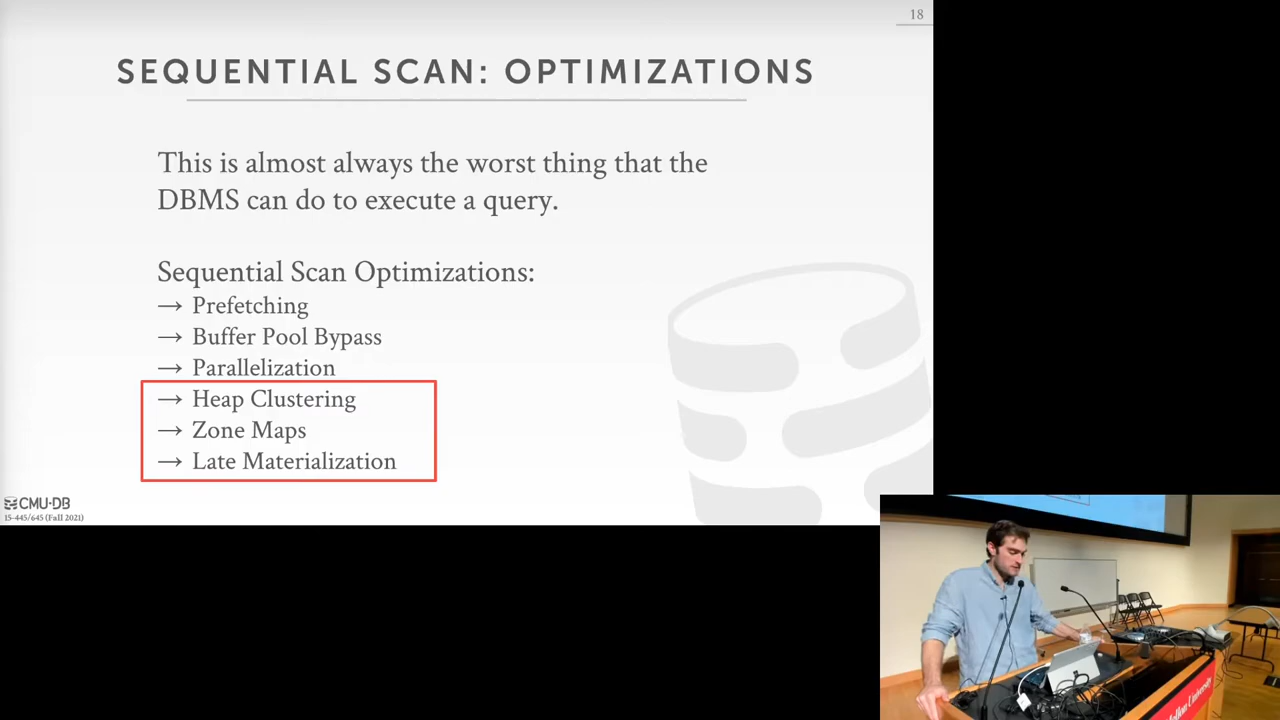 18
SEQUENTIAL SCAN: OPTIMIZATIONS
This is almost always the worst thing that the
DBMS can do to execute a query.
Sequential Scan Optimizations:
→ Prefetching
→ Buffer Pool Bypass
→ Parallelization
→ Heap Clustering
→ Zone Maps
→ Late Materialization
CMU·DB
15-445/645 (Fall 2021)
Mellon University